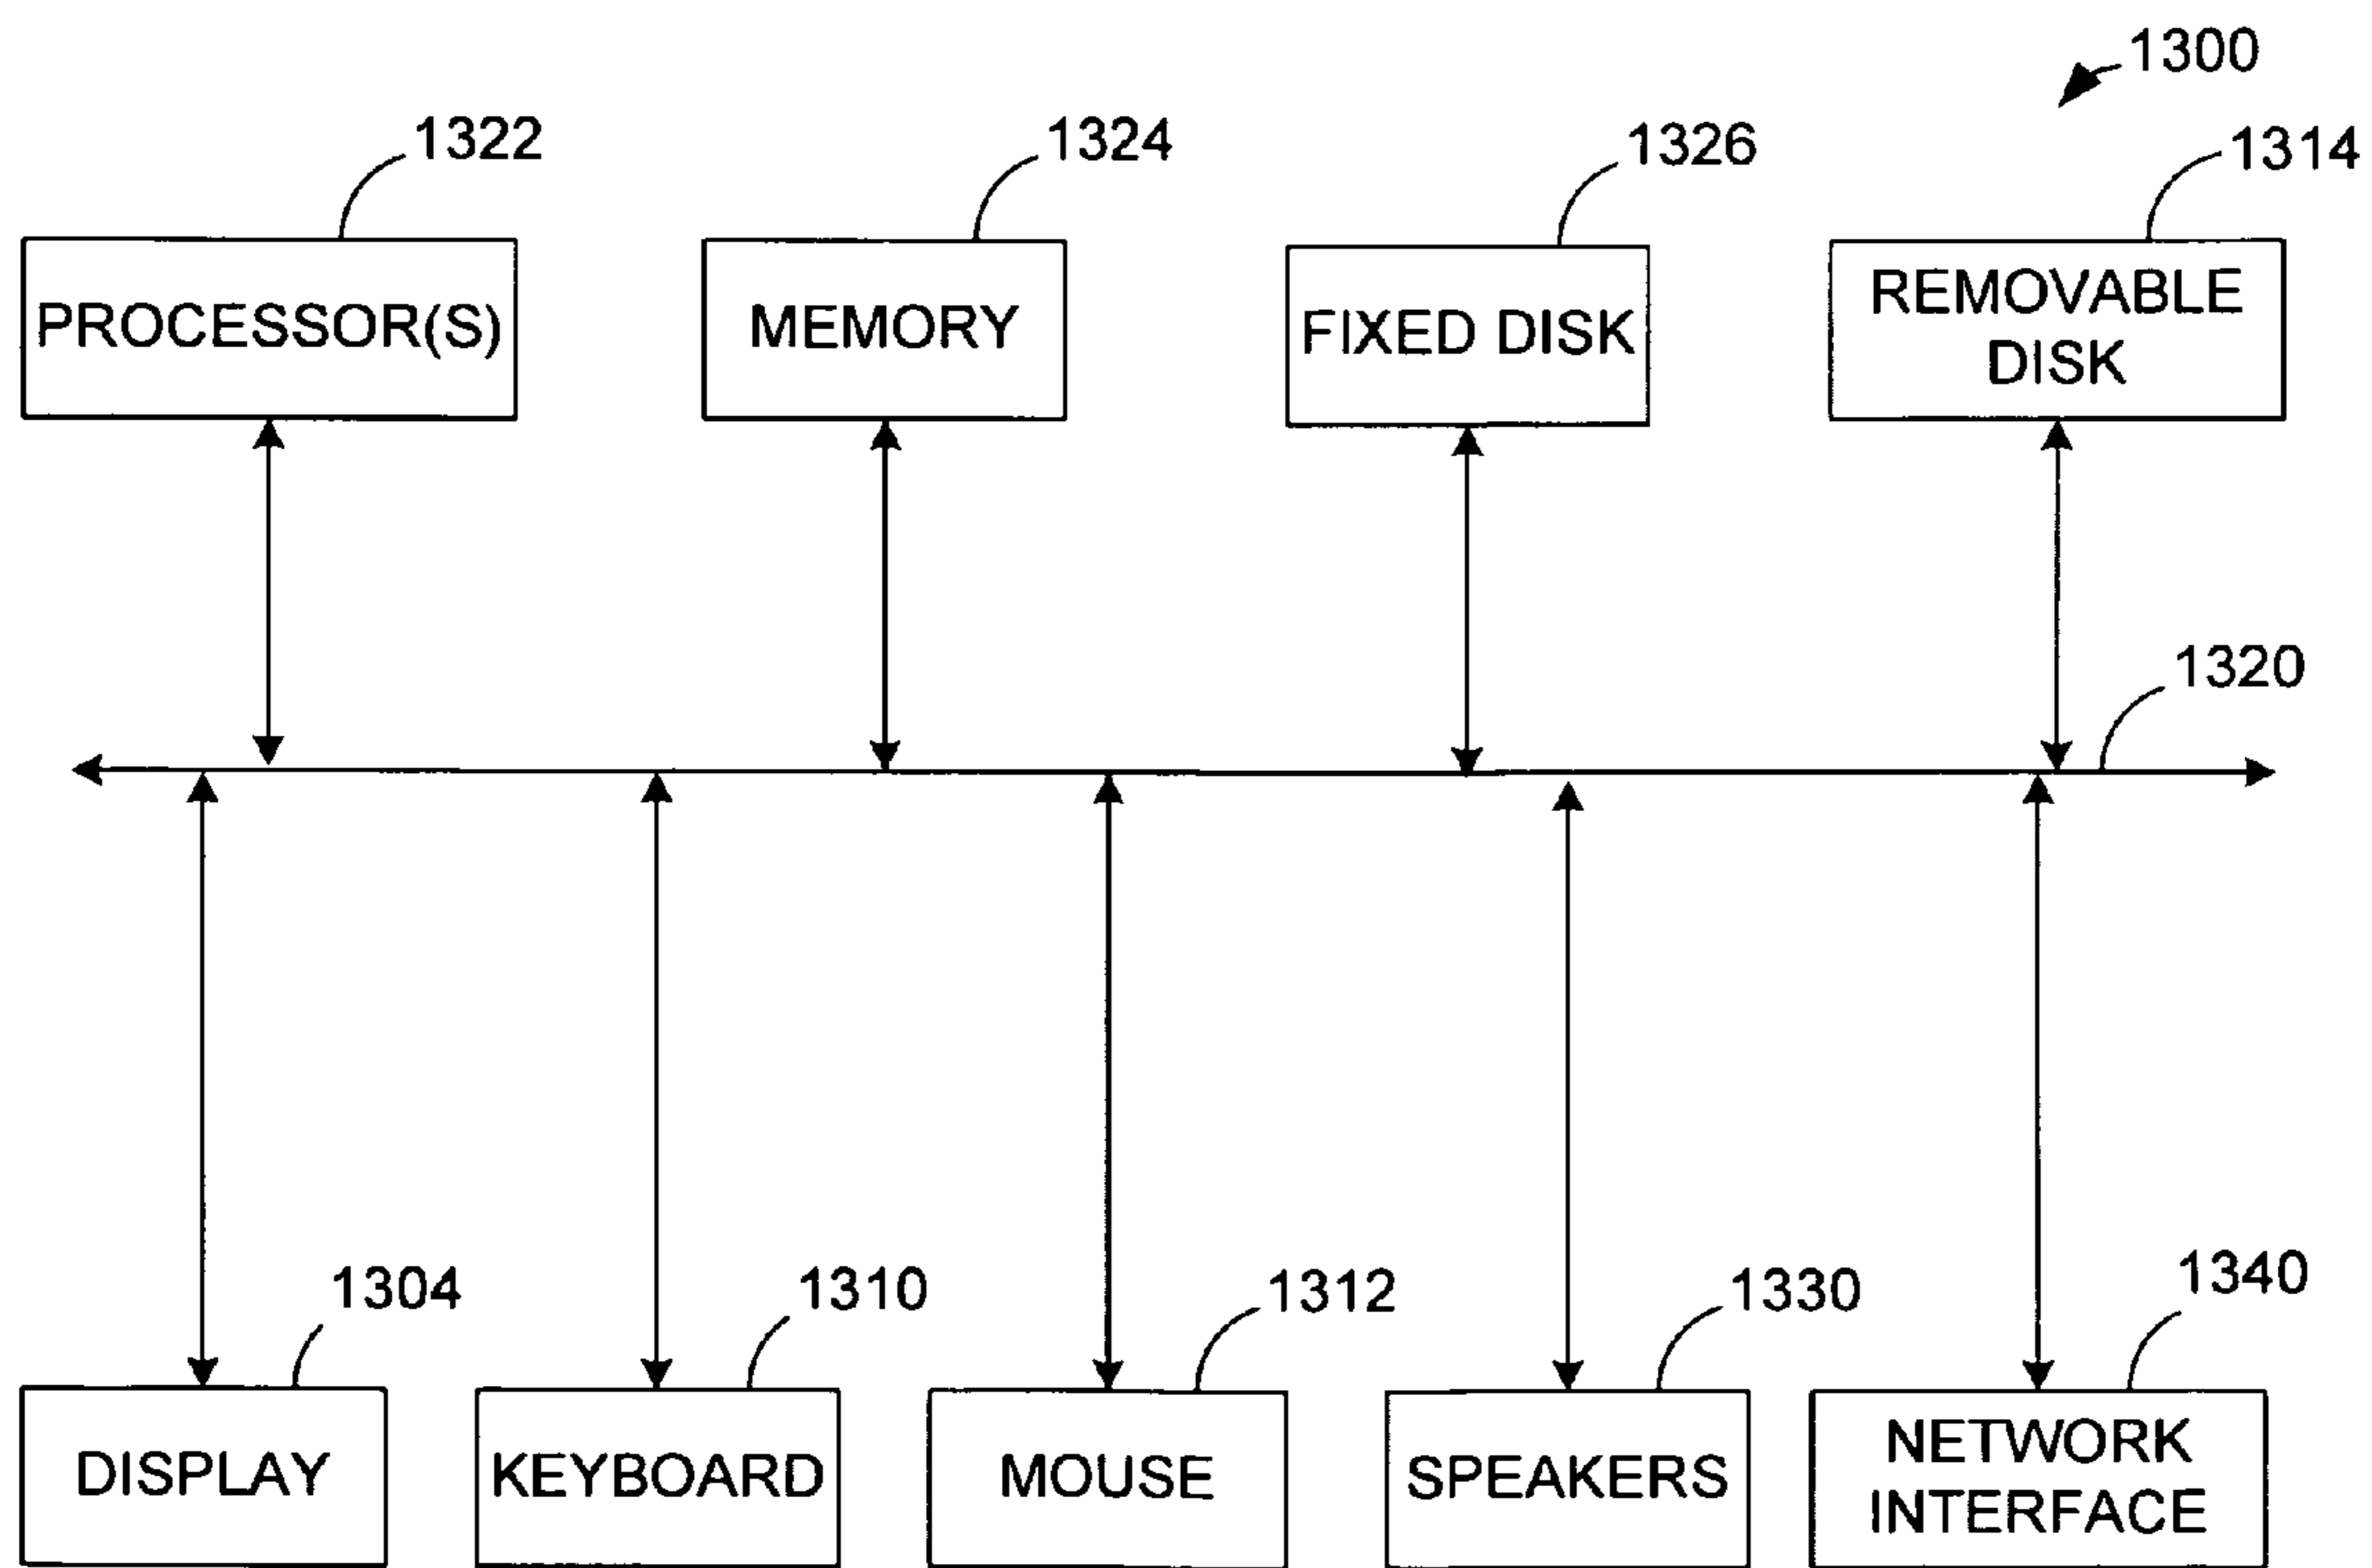 1300
1322
1324
1326
1314
PROCESSOR(S)
MEMORY
FIXED DISK
REMOVABLE
DISK
1320
1304
1310
1312
1330
1340
DISPLAY
KEYBOARD
MOUSE
SPEAKERS
NETWORK
INTERFACE